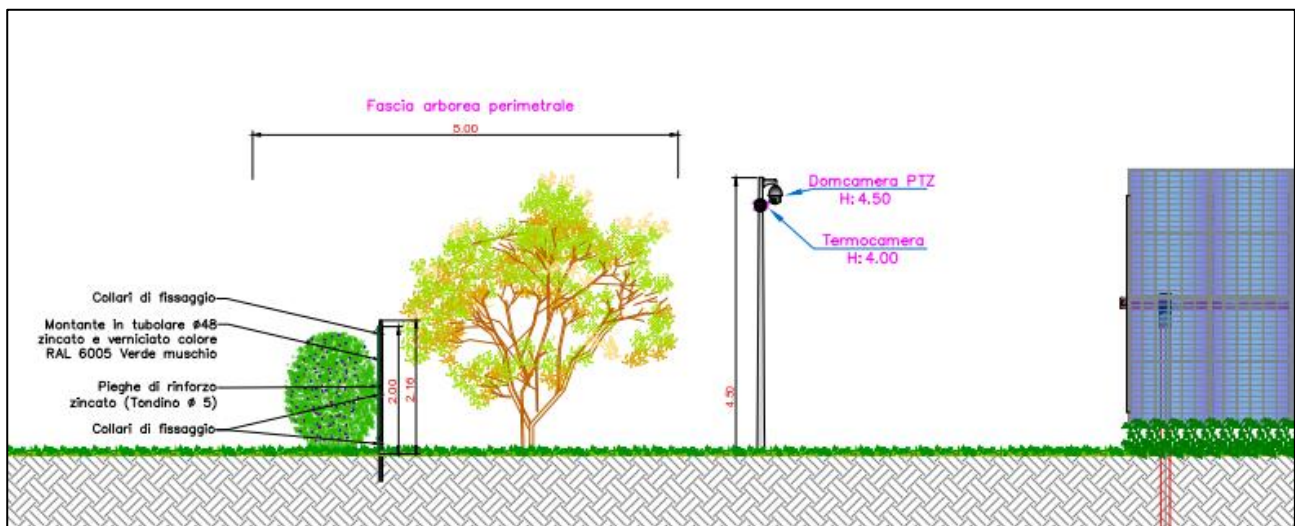 Fascia arborea perimetrale
5.00
Domcamera PTZ
H: 4.50
Termocamera
H: 4.00
Collari di fissaggio
Montante in tubolare Ø48
zincato e verniciato colore
RAL 6005 Verde muschio
Pieghe di rinforzo
zincato (Tondino Ø 5)
Collari di fissaggio
2.00
2.16
4.50